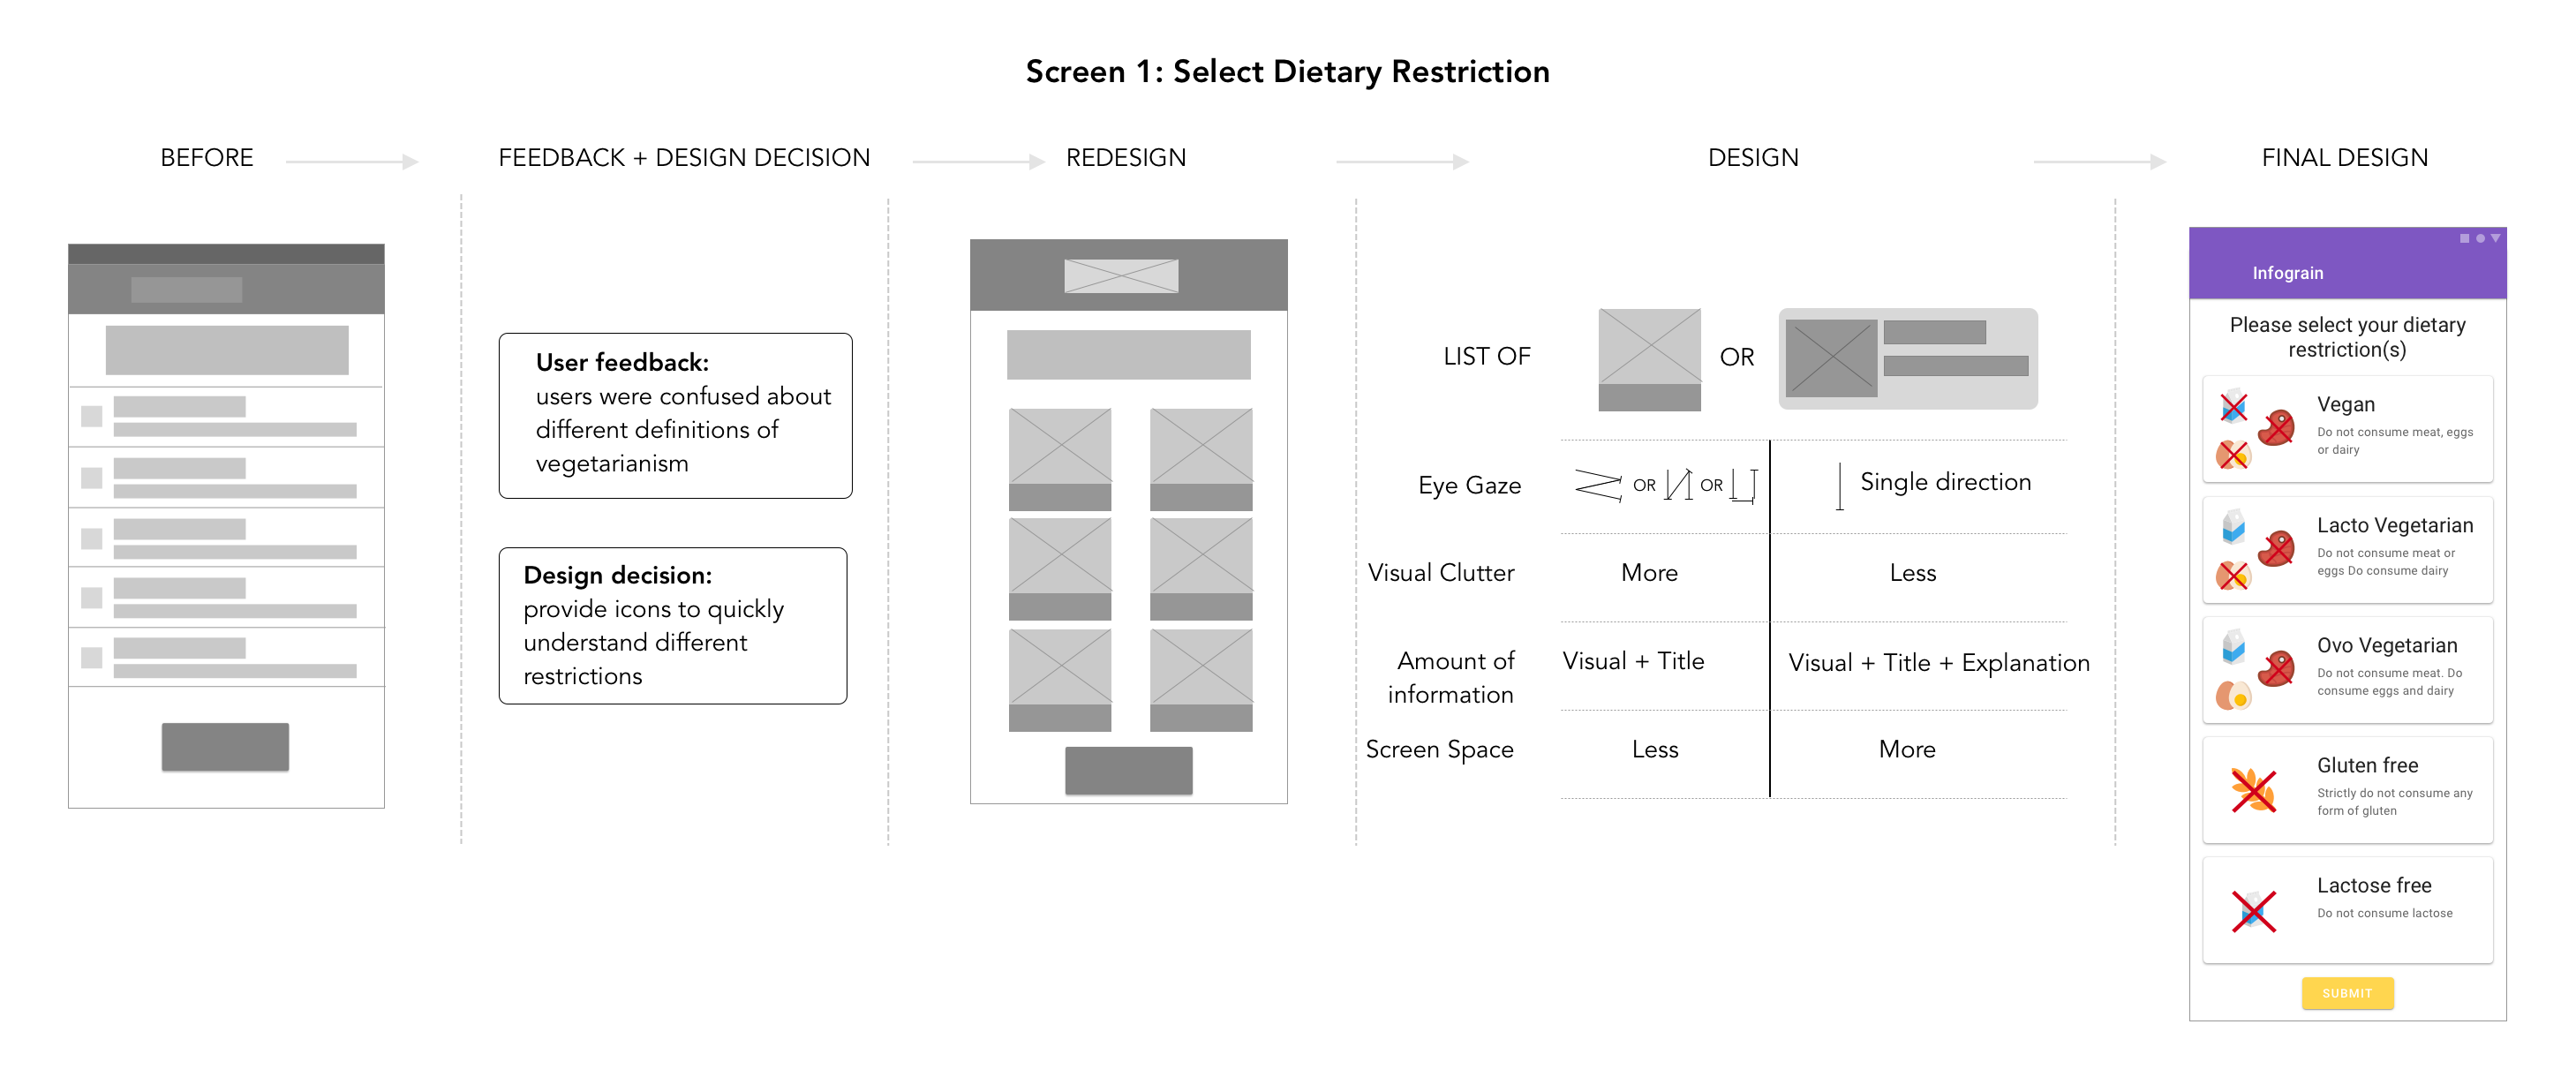 Screen 1: Select Dietary Restriction
BEFORE
FEEDBACK + DESIGN DECISION
REDESIGN
DESIGN
FINAL DESIGN
User feedback:
users were confused about
different definitions of
vegetarianism
Design decision:
provide icons to quickly
understand different
restrictions
LIST OF
OR
Eye Gaze
OR
OR
Single direction
Visual Clutter
More
Less
Amount of
information
Visual + Title
Visual + Title + Explanation
Screen Space
Less
More
Infograin
Please select your dietary
restriction(s)
Vegan
Do not consume meat, eggs
or dairy
Lacto Vegetarian
Do not consume meat or
eggs Do consume dairy
Ovo Vegetarian
Do not consume meat. Do
consume eggs and dairy
Gluten free
Strictly do not consume any
form of gluten
Lactose free
Do not consume lactose
SUBMIT